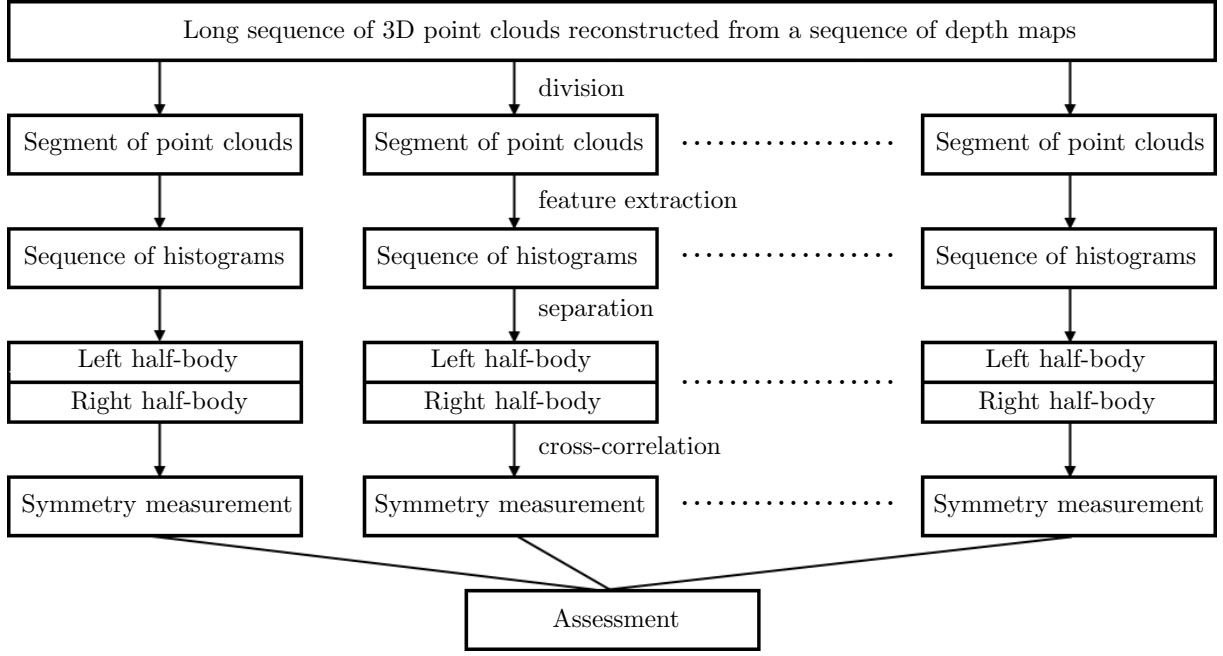 Long sequence of 3D point clouds reconstructed from a sequence of depth maps
division
Segment of point clouds
Segment of point clouds
Segment of point clouds
feature extraction
Sequence of histograms
Sequence of histograms
Sequence of histograms
separation
Left half-body
Left half-body
Left half-body
Right half-body
Right half-body
Right half-body
cross-correlation
Symmetry measurement
Symmetry measurement
Symmetry measurement
Assessment